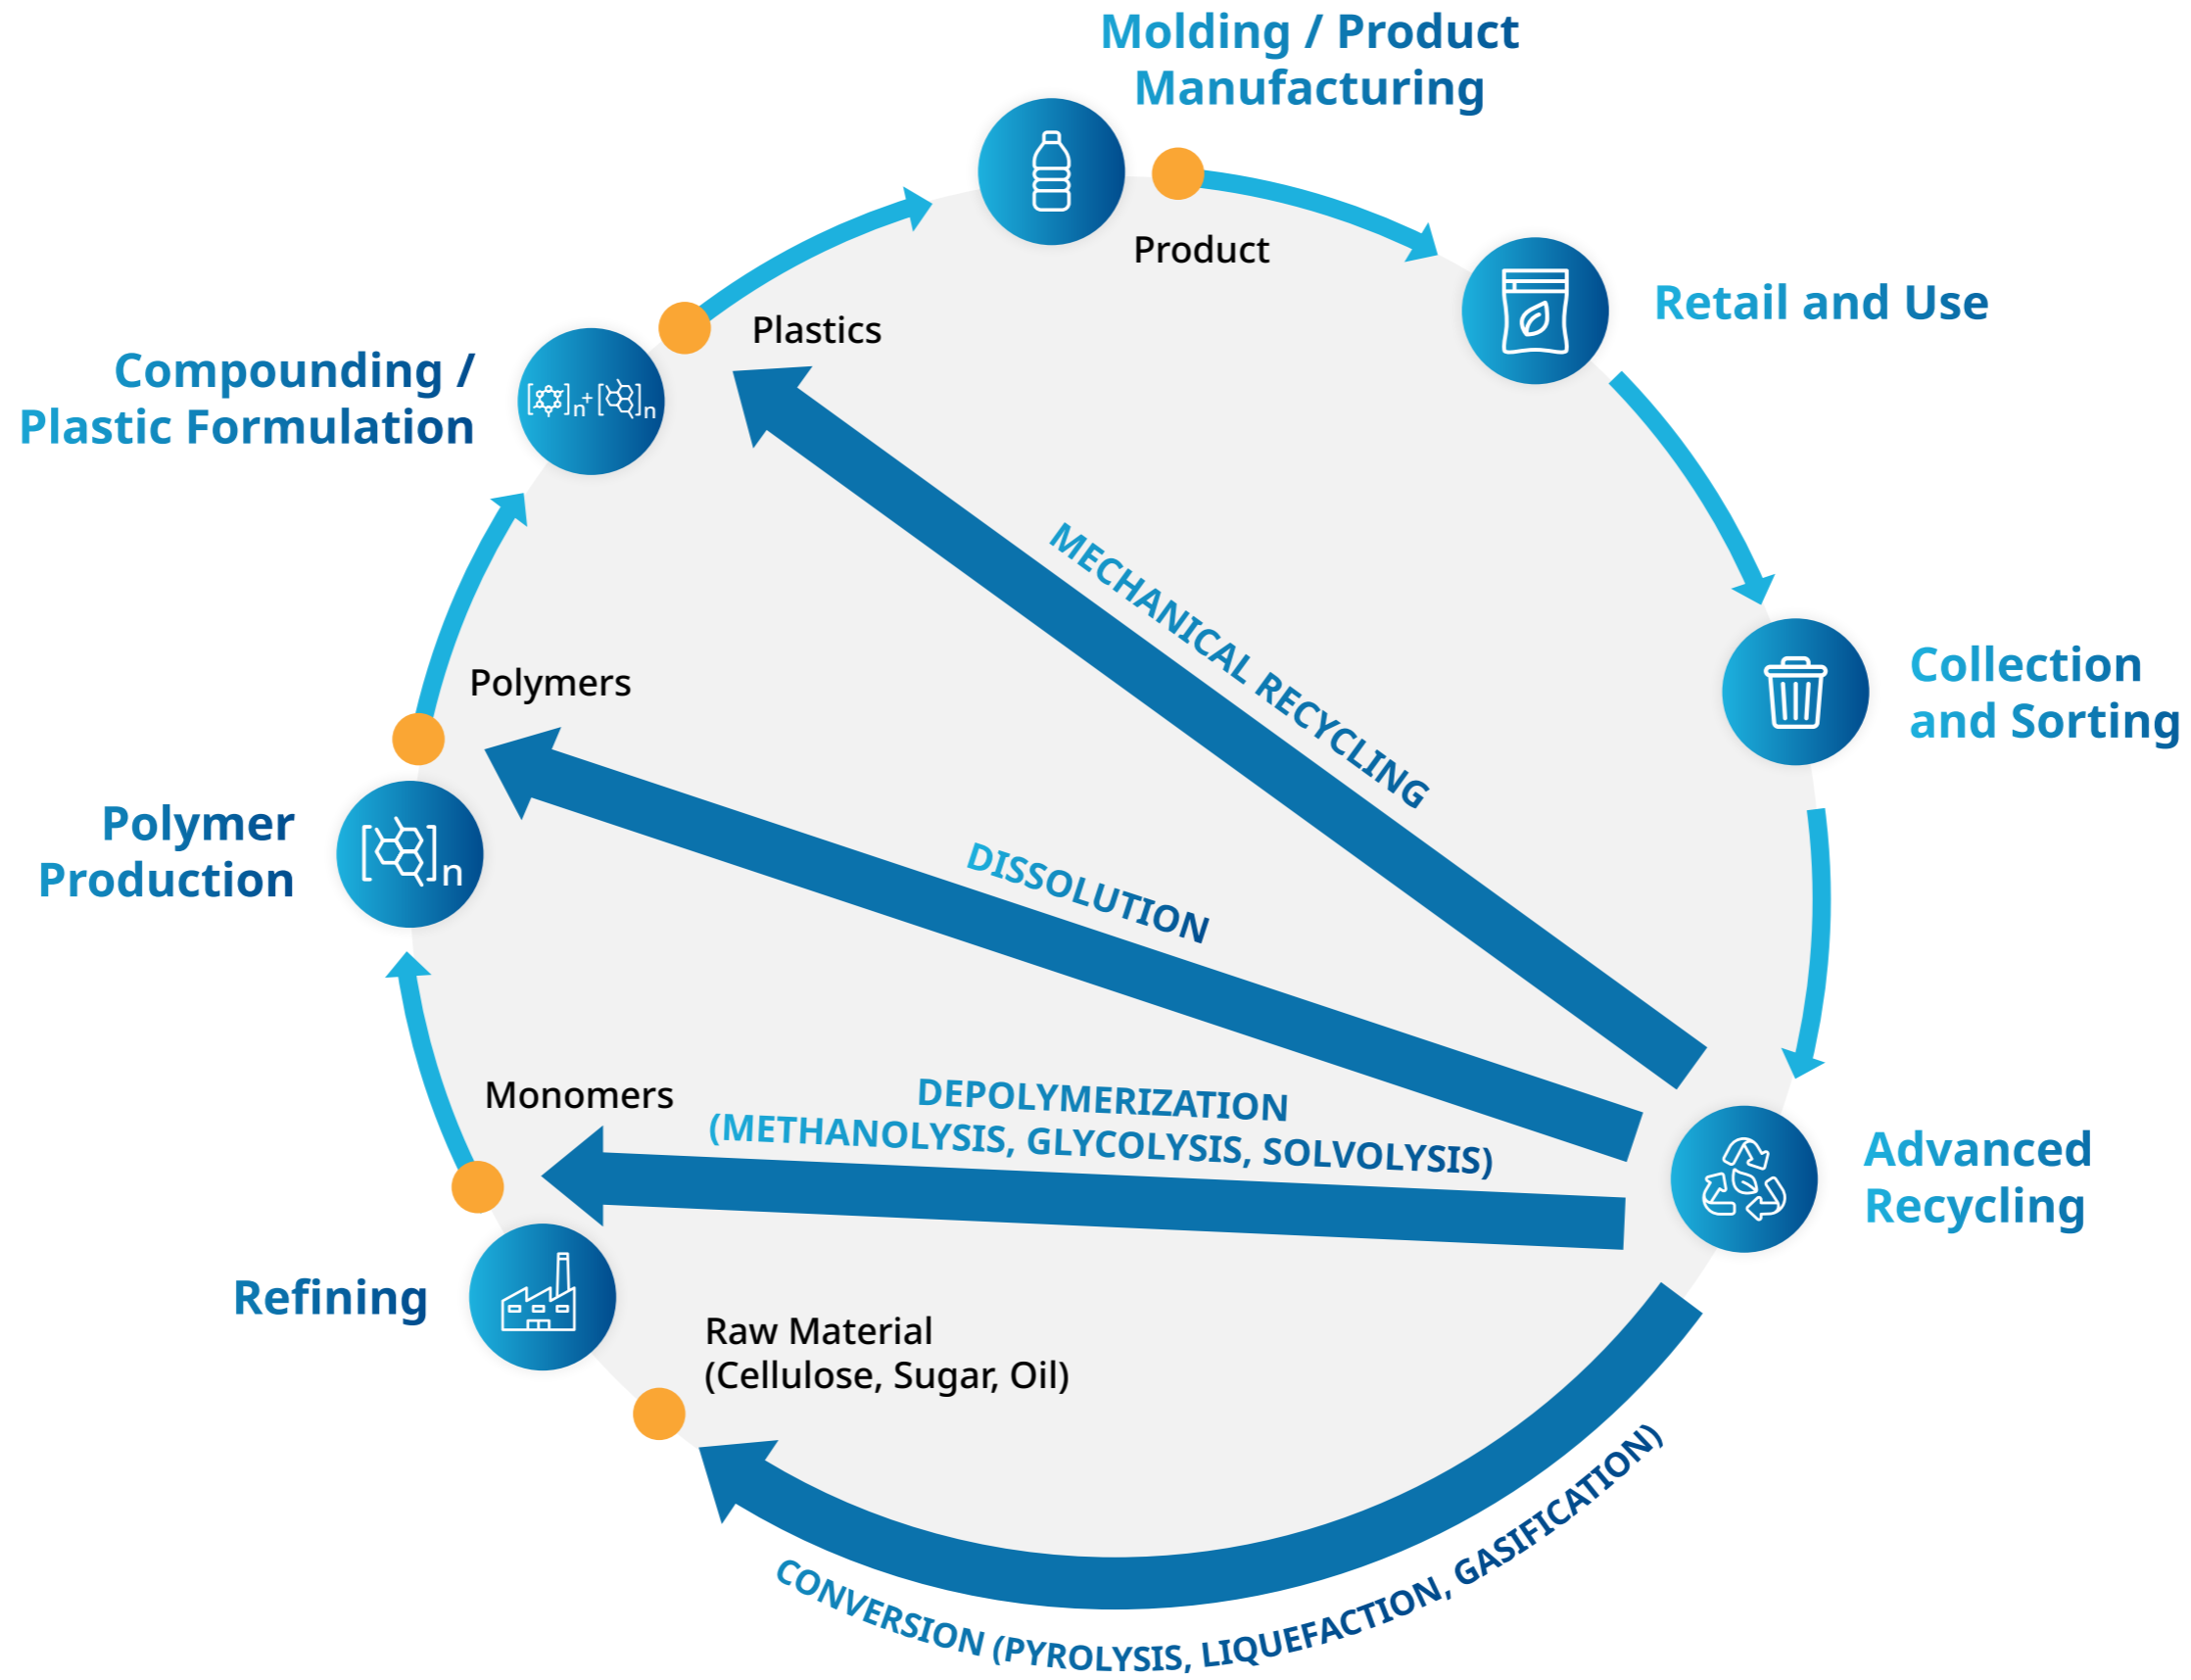 Molding / Product
Manufacturing
Product
Retail and Use
Plastics
Compounding /
Plastic Formulation
[ ]n+[ ]n
MECHANICAL RECYCLING
Collection
and Sorting
Polymers
Polymer
Production
[ ]n
DISSOLUTION
Monomers
DEPOLYMERIZATION
(METHANOLYSIS, GLYCOLYSIS, SOLVOLYSIS)
Advanced
Recycling
Refining
Raw Material
(Cellulose, Sugar, Oil)
CONVERSION (PYROLYSIS, LIQUEFACTION, GASIFICATION)